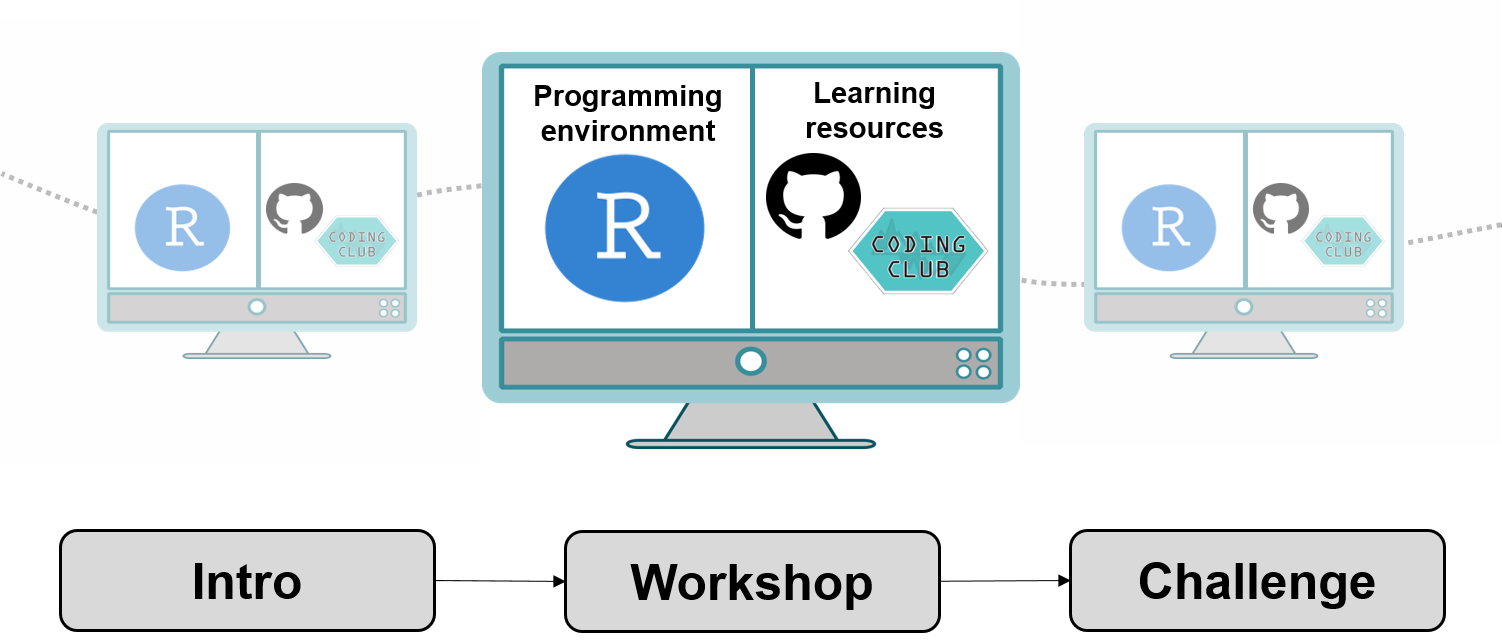 Programming
environment
Learning
resources
R
CODING
CLUB
R
CODING
CLUB
R
CODING
CLUB
Intro
Workshop
Challenge